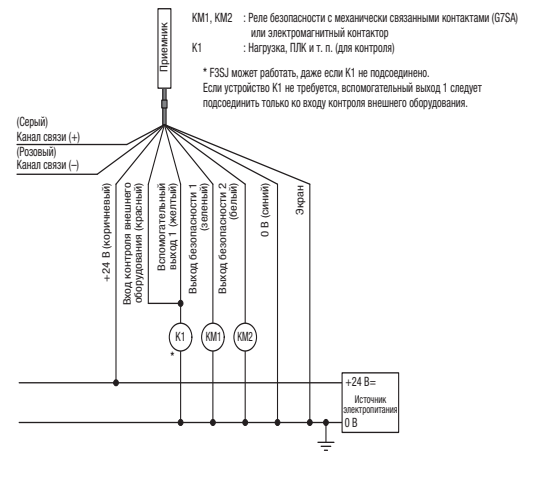 Приемник
KM1, KM2 : Реле безопасности с механически связанными контактами (G7SA)
или электромагнитный контактор
K1 : Нагрузка, ПЛК и т. п. (для контроля)
* F3SJ может работать, даже если K1 не подсоединено.
Если устройство K1 не требуется, вспомогательный выход 1 следует
подсоединить только ко входу контроля внешнего оборудования.
(Серый)
Канал связи (+)
(Розовый)
Канал связи (–)
+24 В (коричневый)
Вход контроля внешнего
оборудования (красный)
Вспомогательный
выход 1 (желтый)
Выход безопасности 1
(зеленый)
Выход безопасности 2
(белый)
0 В (синий)
Экран
K1
KM1
KM2
*
+24 В=
Источник
электропитания
0 В